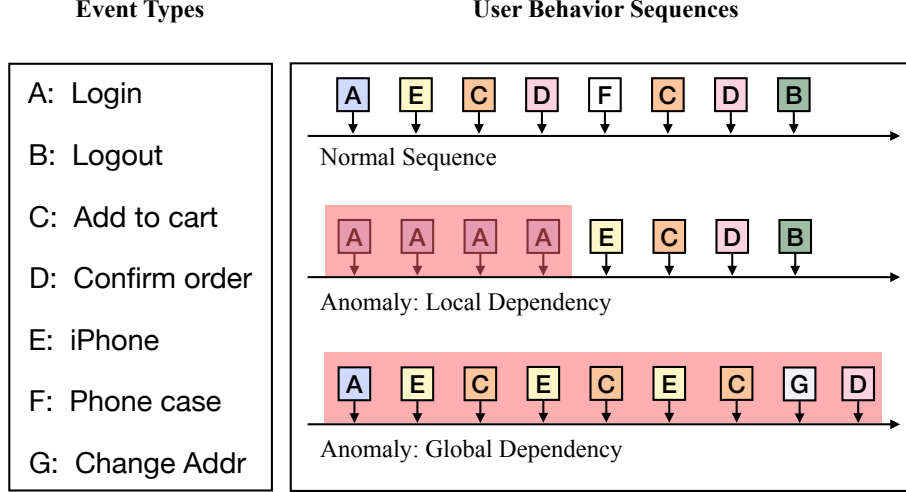 Event Types
User Behavior Sequences
A: Login
B: Logout
C: Add to cart
D: Confirm order
E: iPhone
F: Phone case
G: Change Addr
A E C D F C D B
Normal Sequence
A A A A E C D B
Anomaly: Local Dependency
A E C E C E C G D
Anomaly: Global Dependency